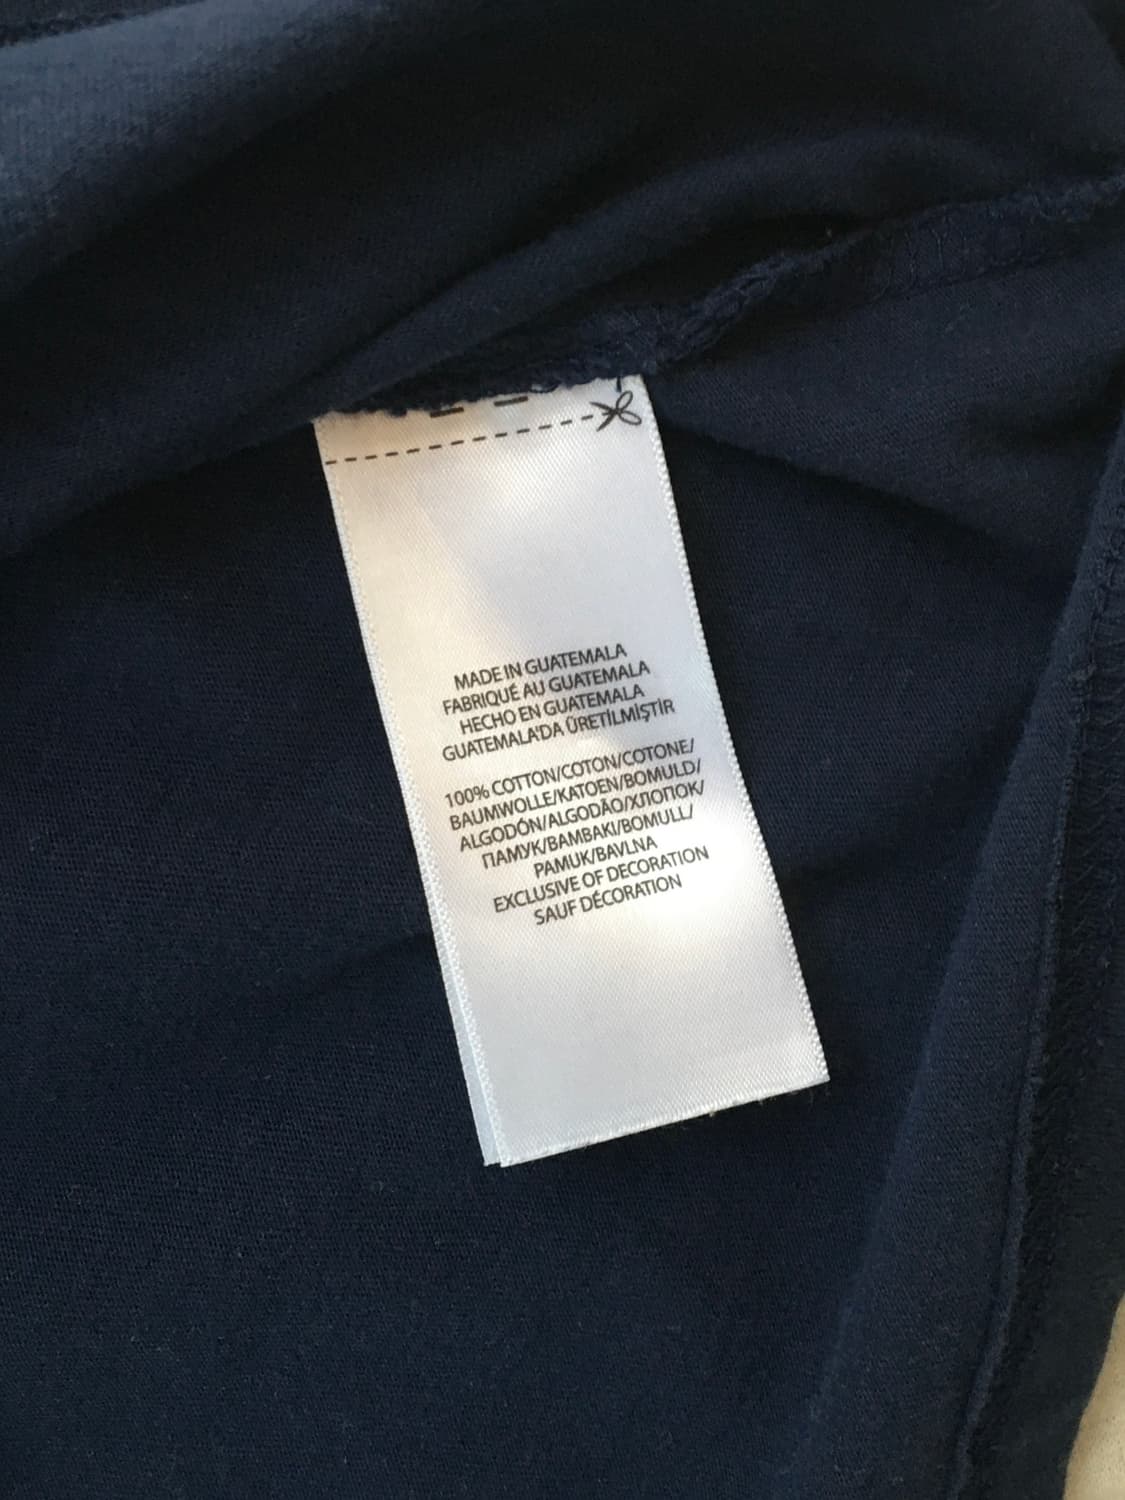 MADE IN GUATEMALA
FABRIQUÉ AU GUATEMALA
HECHO EN GUATEMALA
GUATEMALA'DA ÜRETİLMİŞTİR
100% COTTON/COTON/COTONE/
BAUMWOLLE/KATOEN/BOMULD/
ALGODÓN/ALGODÃO/ХЛОПОК/
ПАМУК/BAMBAKI/BOMULL/
PAMUK/BAVLNA
EXCLUSIVE OF DECORATION
SAUF DÉCORATION